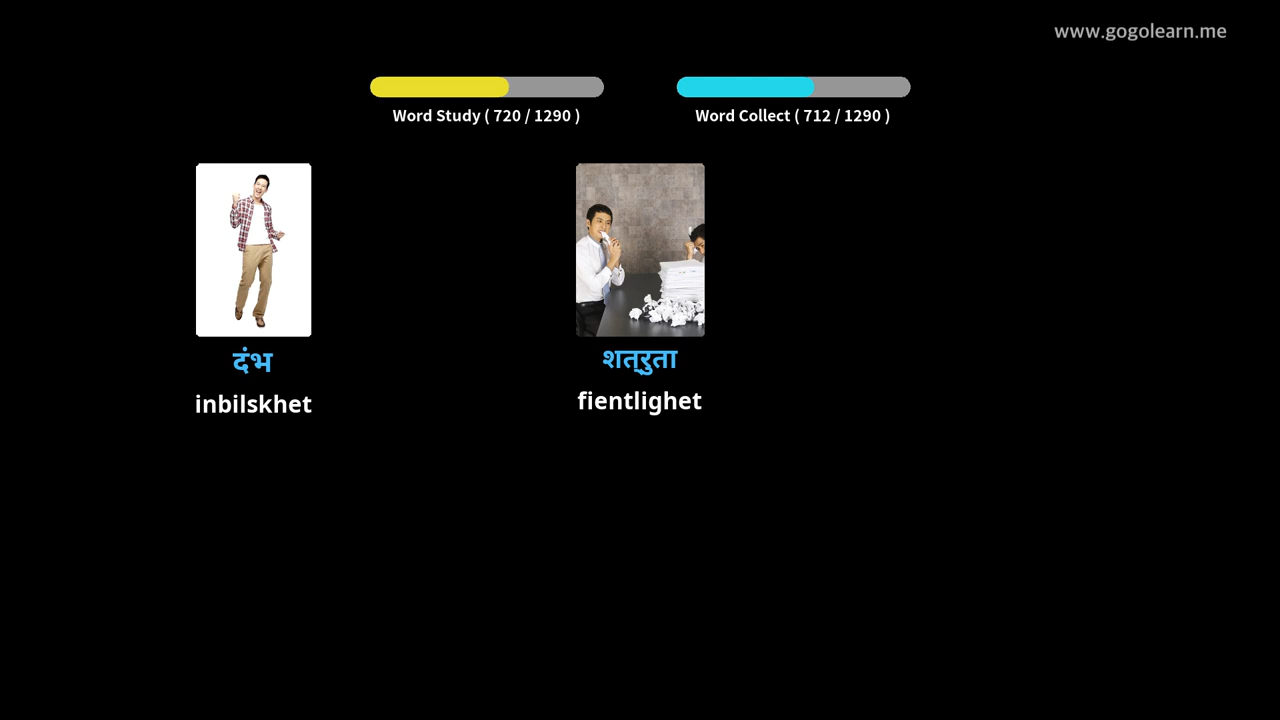 www.gogolearn.me
Word Study ( 720 / 1290 )
Word Collect ( 712 / 1290 )
दंभ
inbilskhet
शत्रुता
fientlighet